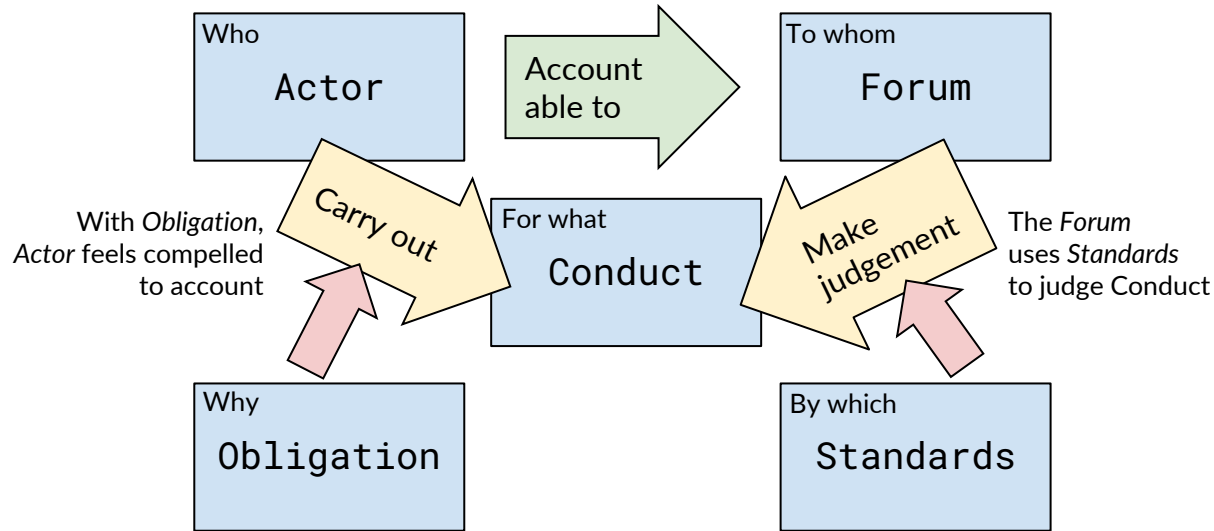 Who
Actor
Account
able to
To whom
Forum
Carry out
For what
Conduct
Make
judgement
With Obligation,
Actor feels compelled
to account
The Forum
uses Standards
to judge Conduct
Why
Obligation
By which
Standards